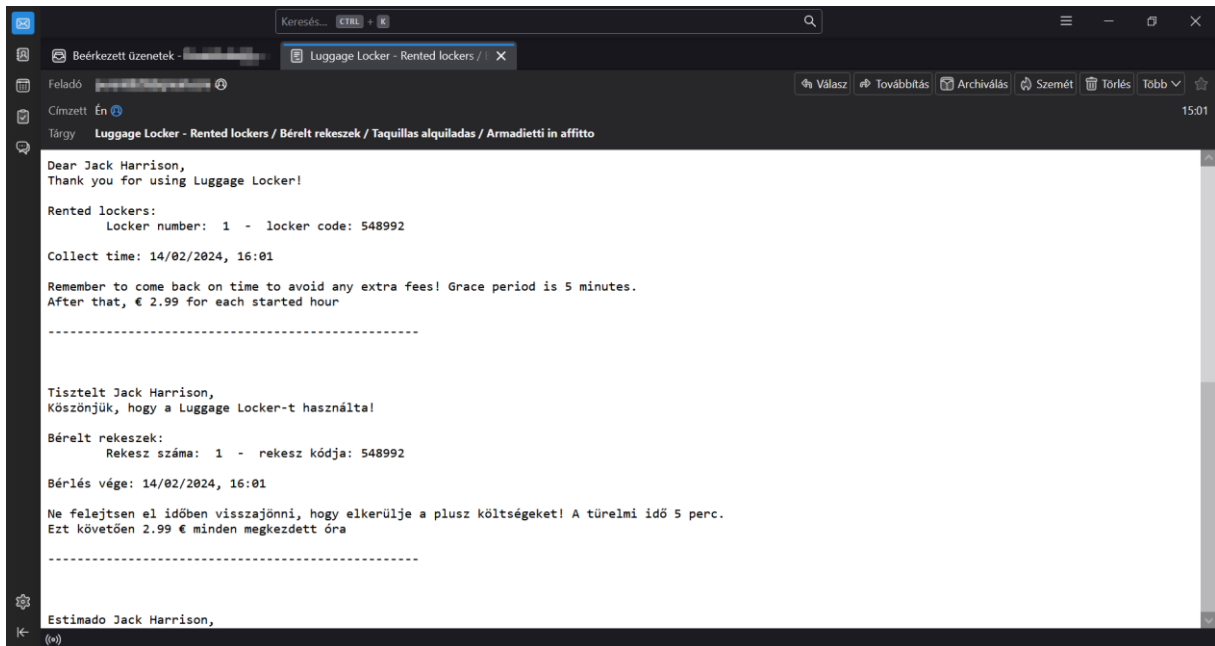 Keresés... CTRL + K
Beérkezett üzenetek -
Luggage Locker - Rented lockers /
Feladó
Válasz Továbbítás Archiválás Szemét Törlés Több
Címzett Én
15:01
Tárgy Luggage Locker - Rented lockers / Bérelt rekeszek / Taquillas alquiladas / Armadietti in affitto
Dear Jack Harrison,
Thank you for using Luggage Locker!
Rented lockers:
Locker number: 1 - locker code: 548992
Collect time: 14/02/2024, 16:01
Remember to come back on time to avoid any extra fees! Grace period is 5 minutes.
After that, € 2.99 for each started hour
--------------------------------------------------
Tisztelt Jack Harrison,
Köszönjük, hogy a Luggage Locker-t használta!
Bérelt rekeszek:
Rekesz száma: 1 - rekesz kódja: 548992
Bérlés vége: 14/02/2024, 16:01
Ne felejtsen el időben visszajönni, hogy elkerülje a plusz költségeket! A türelmi idő 5 perc.
Ezt követően 2.99 € minden megkezdett óra
--------------------------------------------------
Estimado Jack Harrison,